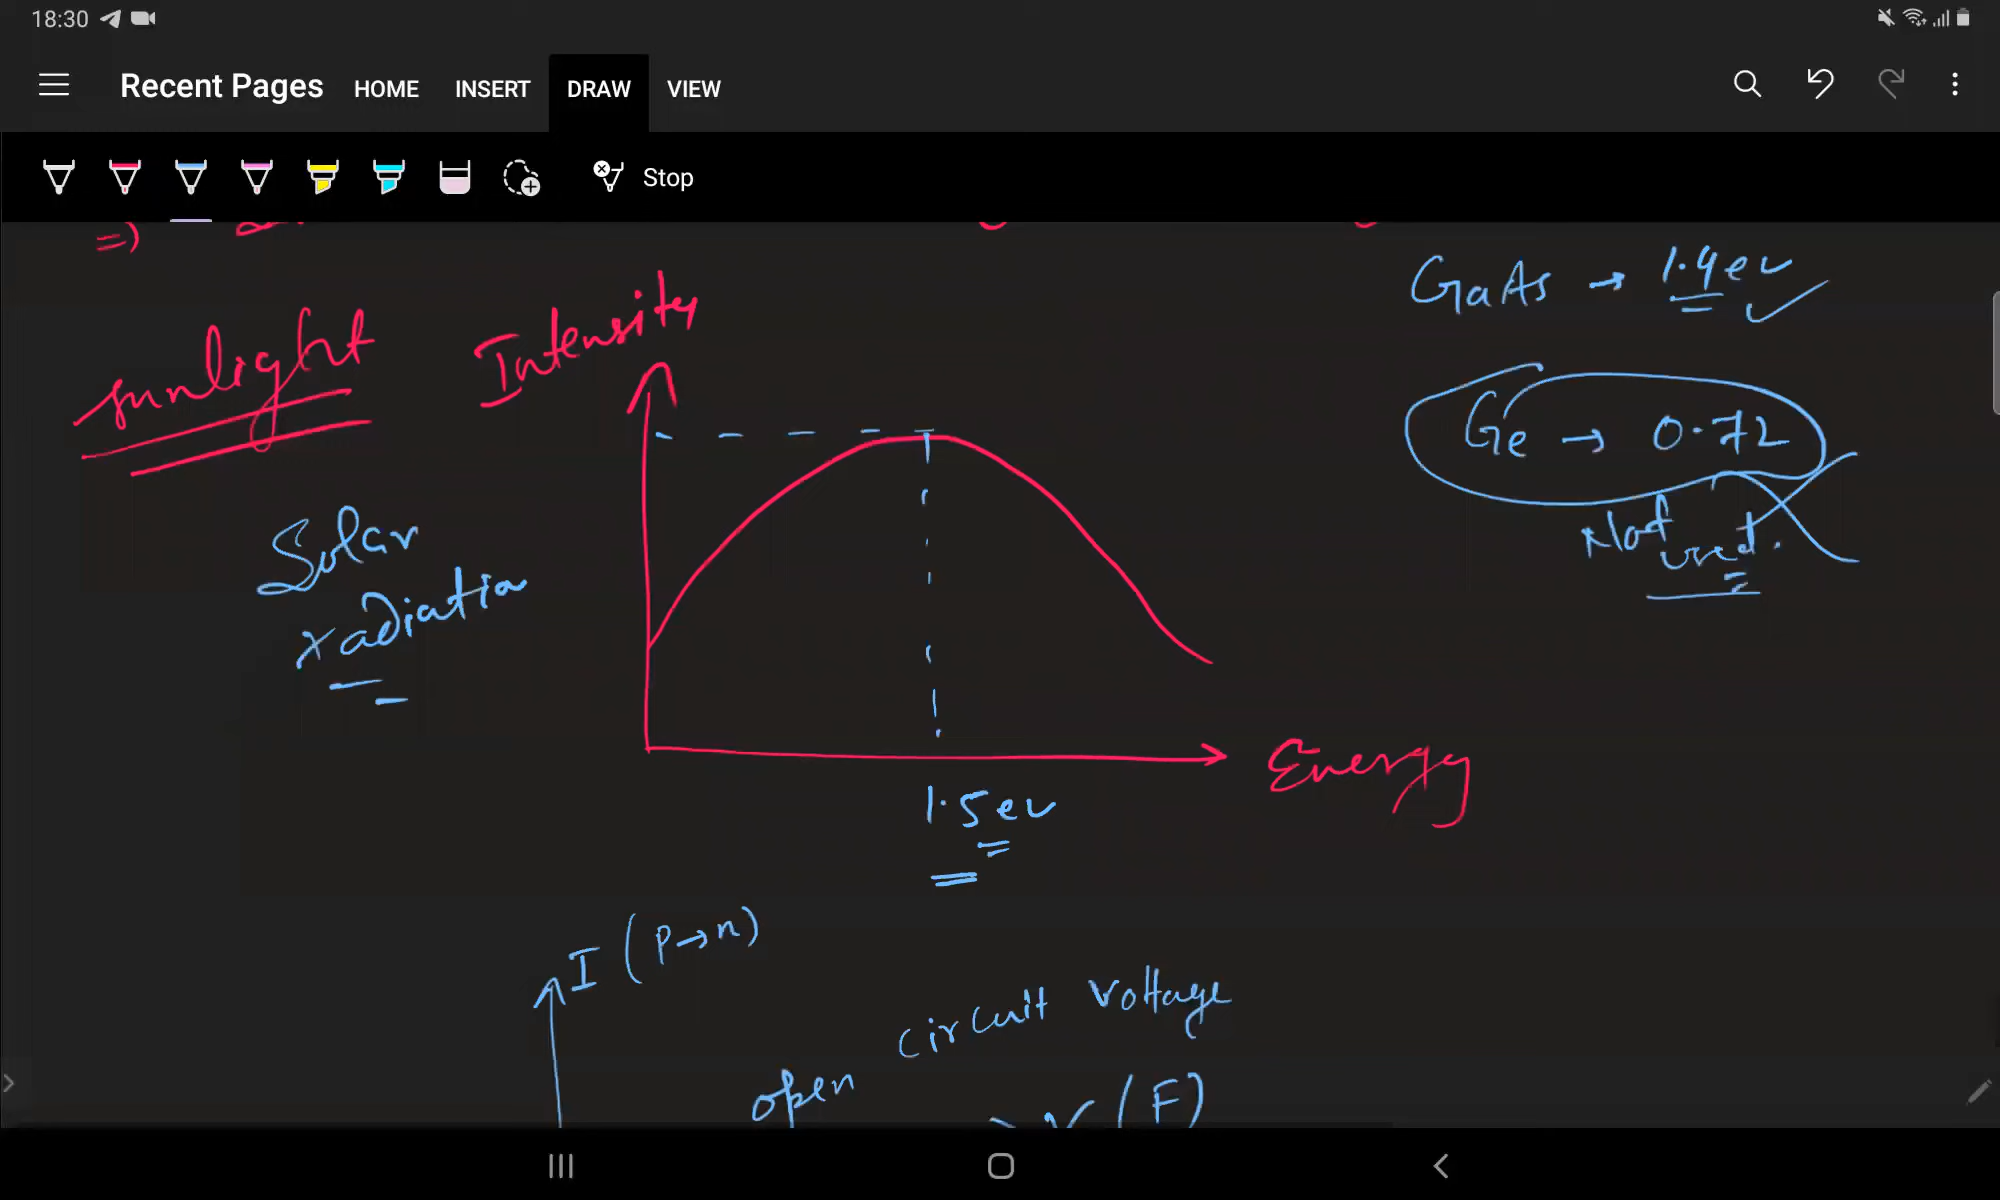 18:30
Recent Pages HOME INSERT DRAW VIEW
Stop
=)
GaAs → 1.4ev
sunlight
Intensity
Ge → 0.72
Not used.
Solar
radiation
Energy
1.5ev
I (P→n)
circuit voltage
open
V (F)